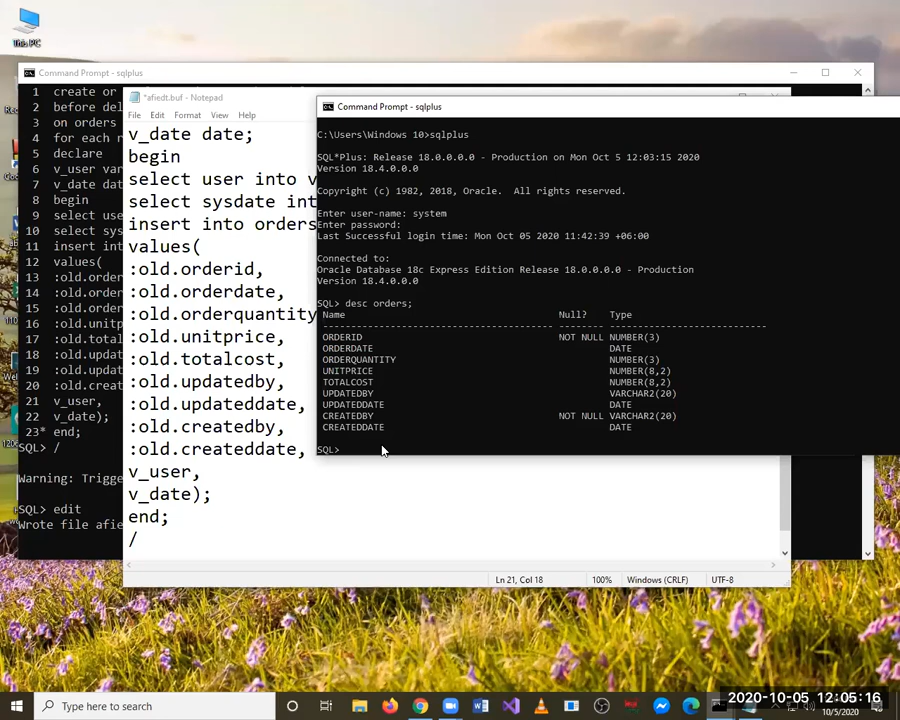 This PC
Command Prompt - sqlplus
1 create or
2 before del
3 on orders
4 for each r
5 declare
6 v_user var
7 v_date dat
8 begin
9 select use
10 select sys
11 insert int
12 values(
13 :old.order
14 :old.order
15 :old.order
16 :old.unitp
17 :old.total
18 :old.updat
19 :old.updat
20 :old.creat
21 v_user,
22 v_date);
23* end;
SQL> /
Warning: Trigge
SQL> edit
Wrote file afie
*afiedt.buf - Notepad
File Edit Format View Help
v_date date;
begin
select user into v
select sysdate int
insert into orders
values(
:old.orderid,
:old.orderdate,
:old.orderquantity
:old.unitprice,
:old.totalcost,
:old.updatedby,
:old.updateddate,
:old.createdby,
:old.createddate,
v_user,
v_date);
end;
/
Ln 21, Col 18 100% Windows (CRLF) UTF-8
Command Prompt - sqlplus
C:\Users\Windows 10>sqlplus
SQL*Plus: Release 18.0.0.0.0 - Production on Mon Oct 5 12:03:15 2020
Version 18.4.0.0.0
Copyright (c) 1982, 2018, Oracle. All rights reserved.
Enter user-name: system
Enter password:
Last Successful login time: Mon Oct 05 2020 11:42:39 +06:00
Connected to:
Oracle Database 18c Express Edition Release 18.0.0.0.0 - Production
Version 18.4.0.0.0
SQL> desc orders;
Name Null? Type
ORDERID NOT NULL NUMBER(3)
ORDERDATE DATE
ORDERQUANTITY NUMBER(3)
UNITPRICE NUMBER(8,2)
TOTALCOST NUMBER(8,2)
UPDATEDBY VARCHAR2(20)
UPDATEDDATE DATE
CREATEDBY NOT NULL VARCHAR2(20)
CREATEDDATE DATE
SQL>
Type here to search
2020-10-05 12:05:16
10/5/2020